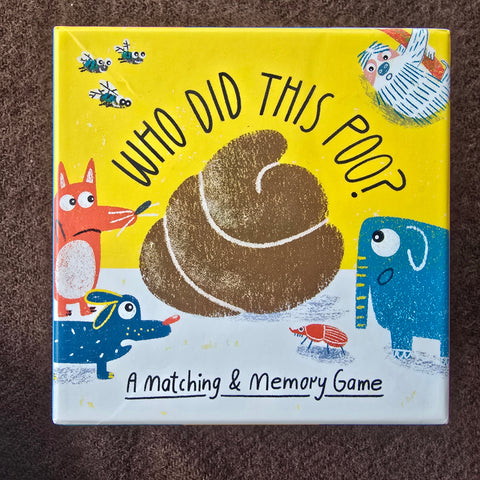 WHO DID THIS POO?
A Matching & Memory Game